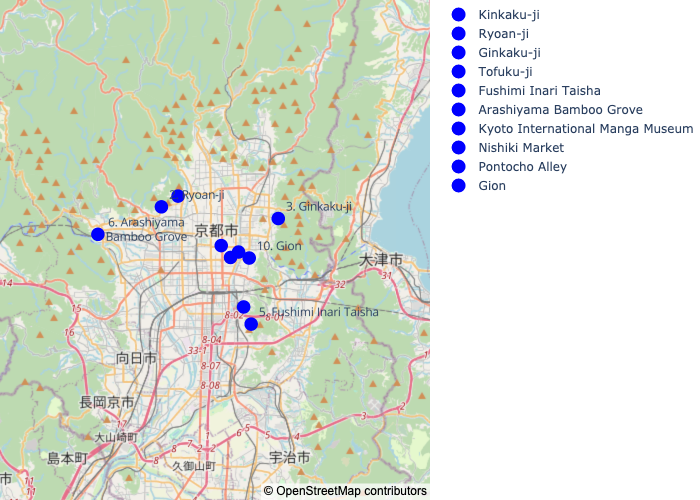 Kinkaku-ji
Ryoan-ji
Ginkaku-ji
Tofuku-ji
Fushimi Inari Taisha
Arashiyama Bamboo Grove
Kyoto International Manga Museum
Nishiki Market
Pontocho Alley
Gion
Ryoan-ji
3. Ginkaku-ji
6. Arashiyama
Bamboo Grove
京都市
10. Gion
大津市
31
14
32
15
5. Fushimi Inari Taisha
8-02
8-01
8-04
33-1
向日市
8-07
8-08
長岡京市
17
3
大山崎町
6
5
4
8
7
島本町
久御山町
宇治市
市
© OpenStreetMap contributors